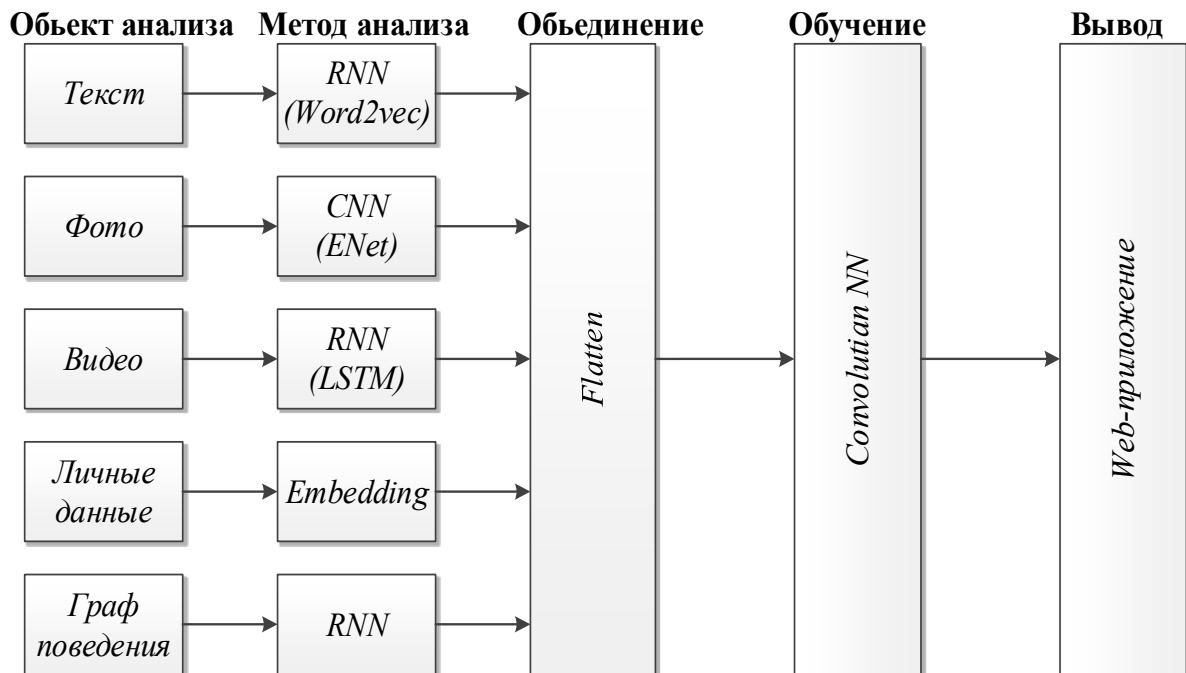 Обьект анализа
Метод анализа
Обьединение
Обучение
Вывод
Текст
RNN
(Word2vec)
Фото
CNN
(ENet)
Видео
RNN
(LSTM)
Личные
данные
Embedding
Граф
поведения
RNN
Flatten
Convolutian NN
Web-приложение